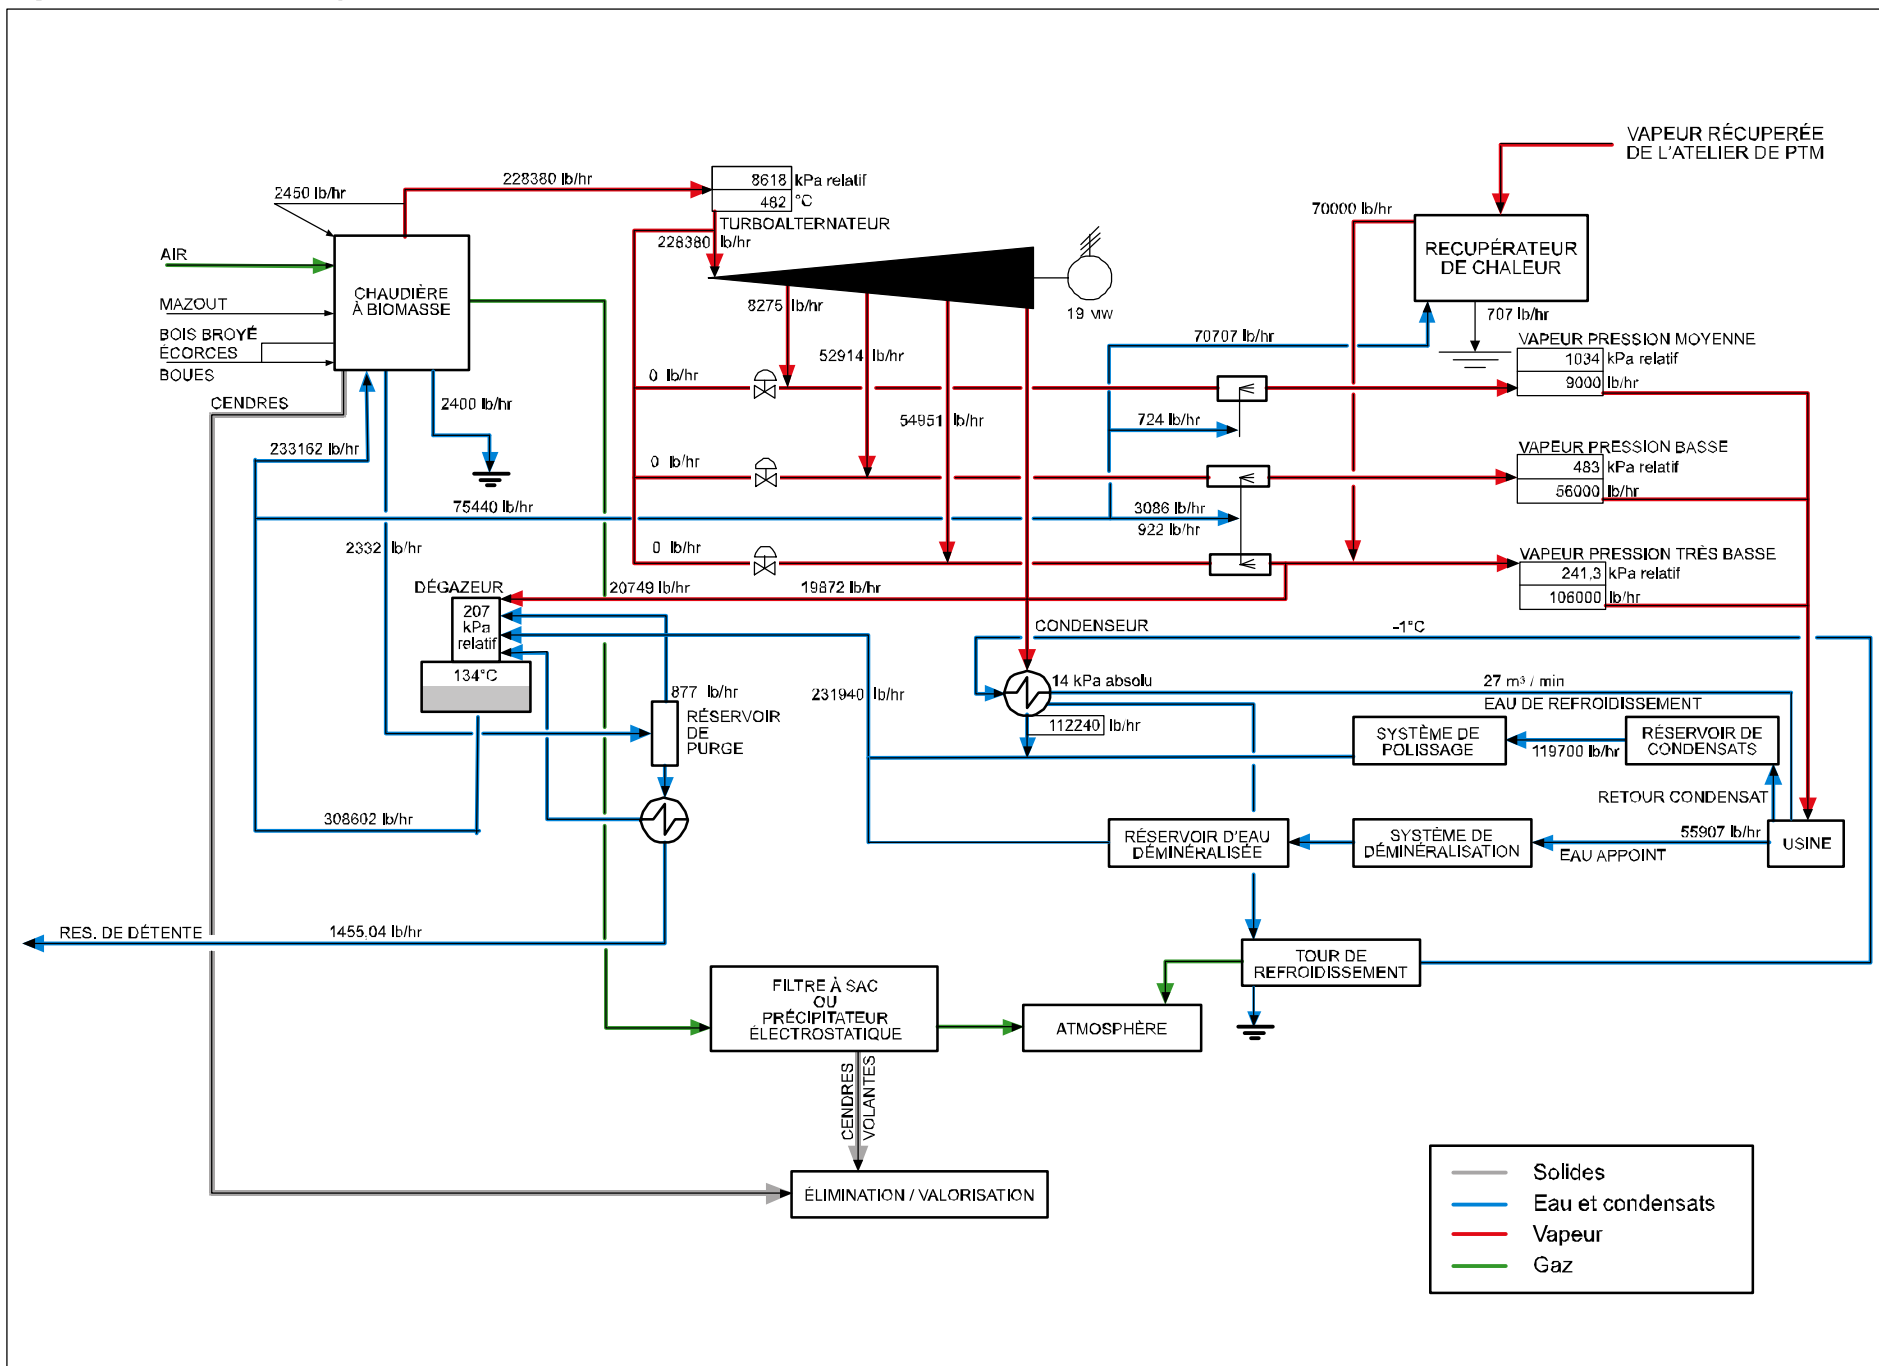 VAPEUR RÉCUPERÉE
DE L'ATELIER DE PTM
228380 lb/hr
8618 kPa relatif
482 °C
2450 lb/hr
TURBOALTERNATEUR
228380 lb/hr
70000 lb/hr
RECUPÉRATEUR
DE CHALEUR
AIR
CHAUDIÈRE
À BIOMASSE
MAZOUT
BOIS BROYÉ
ÉCORCES
BOUES
8275 lb/hr
19 MW
707 lb/hr
70707 lb/hr
52914 lb/hr
VAPEUR PRESSION MOYENNE
1034 kPa relatif
9000 lb/hr
0 lb/hr
CENDRES
2400 lb/hr
54951 lb/hr
724 lb/hr
233162 lb/hr
VAPEUR PRESSION BASSE
483 kPa relatif
56000 lb/hr
0 lb/hr
75440 lb/hr
3086 lb/hr
922 lb/hr
2332 lb/hr
0 lb/hr
VAPEUR PRESSION TRÈS BASSE
241,3 kPa relatif
106000 lb/hr
DÉGAZEUR
20749 lb/hr
19872 lb/hr
207
kPa
relatif
134°C
CONDENSEUR
-1°C
14 kPa absolu
27 m³ / min
EAU DE REFROIDISSEMENT
231940 lb/hr
877 lb/hr
RÉSERVOIR
DE
PURGE
112240 lb/hr
SYSTÈME DE
POLISSAGE
119700 lb/hr
RÉSERVOIR DE
CONDENSATS
RETOUR CONDENSAT
308602 lb/hr
RÉSERVOIR D'EAU
DÉMINÉRALISÉE
SYSTÈME DE
DÉMINÉRALISATION
55907 lb/hr
EAU APPOINT
USINE
RES. DE DÉTENTE
1455,04 lb/hr
TOUR DE
REFROIDISSEMENT
FILTRE À SAC
OU
PRÉCIPITATEUR
ÉLECTROSTATIQUE
ATMOSPHÈRE
CENDRES
VOLANTES
ÉLIMINATION / VALORISATION
Solides
Eau et condensats
Vapeur
Gaz